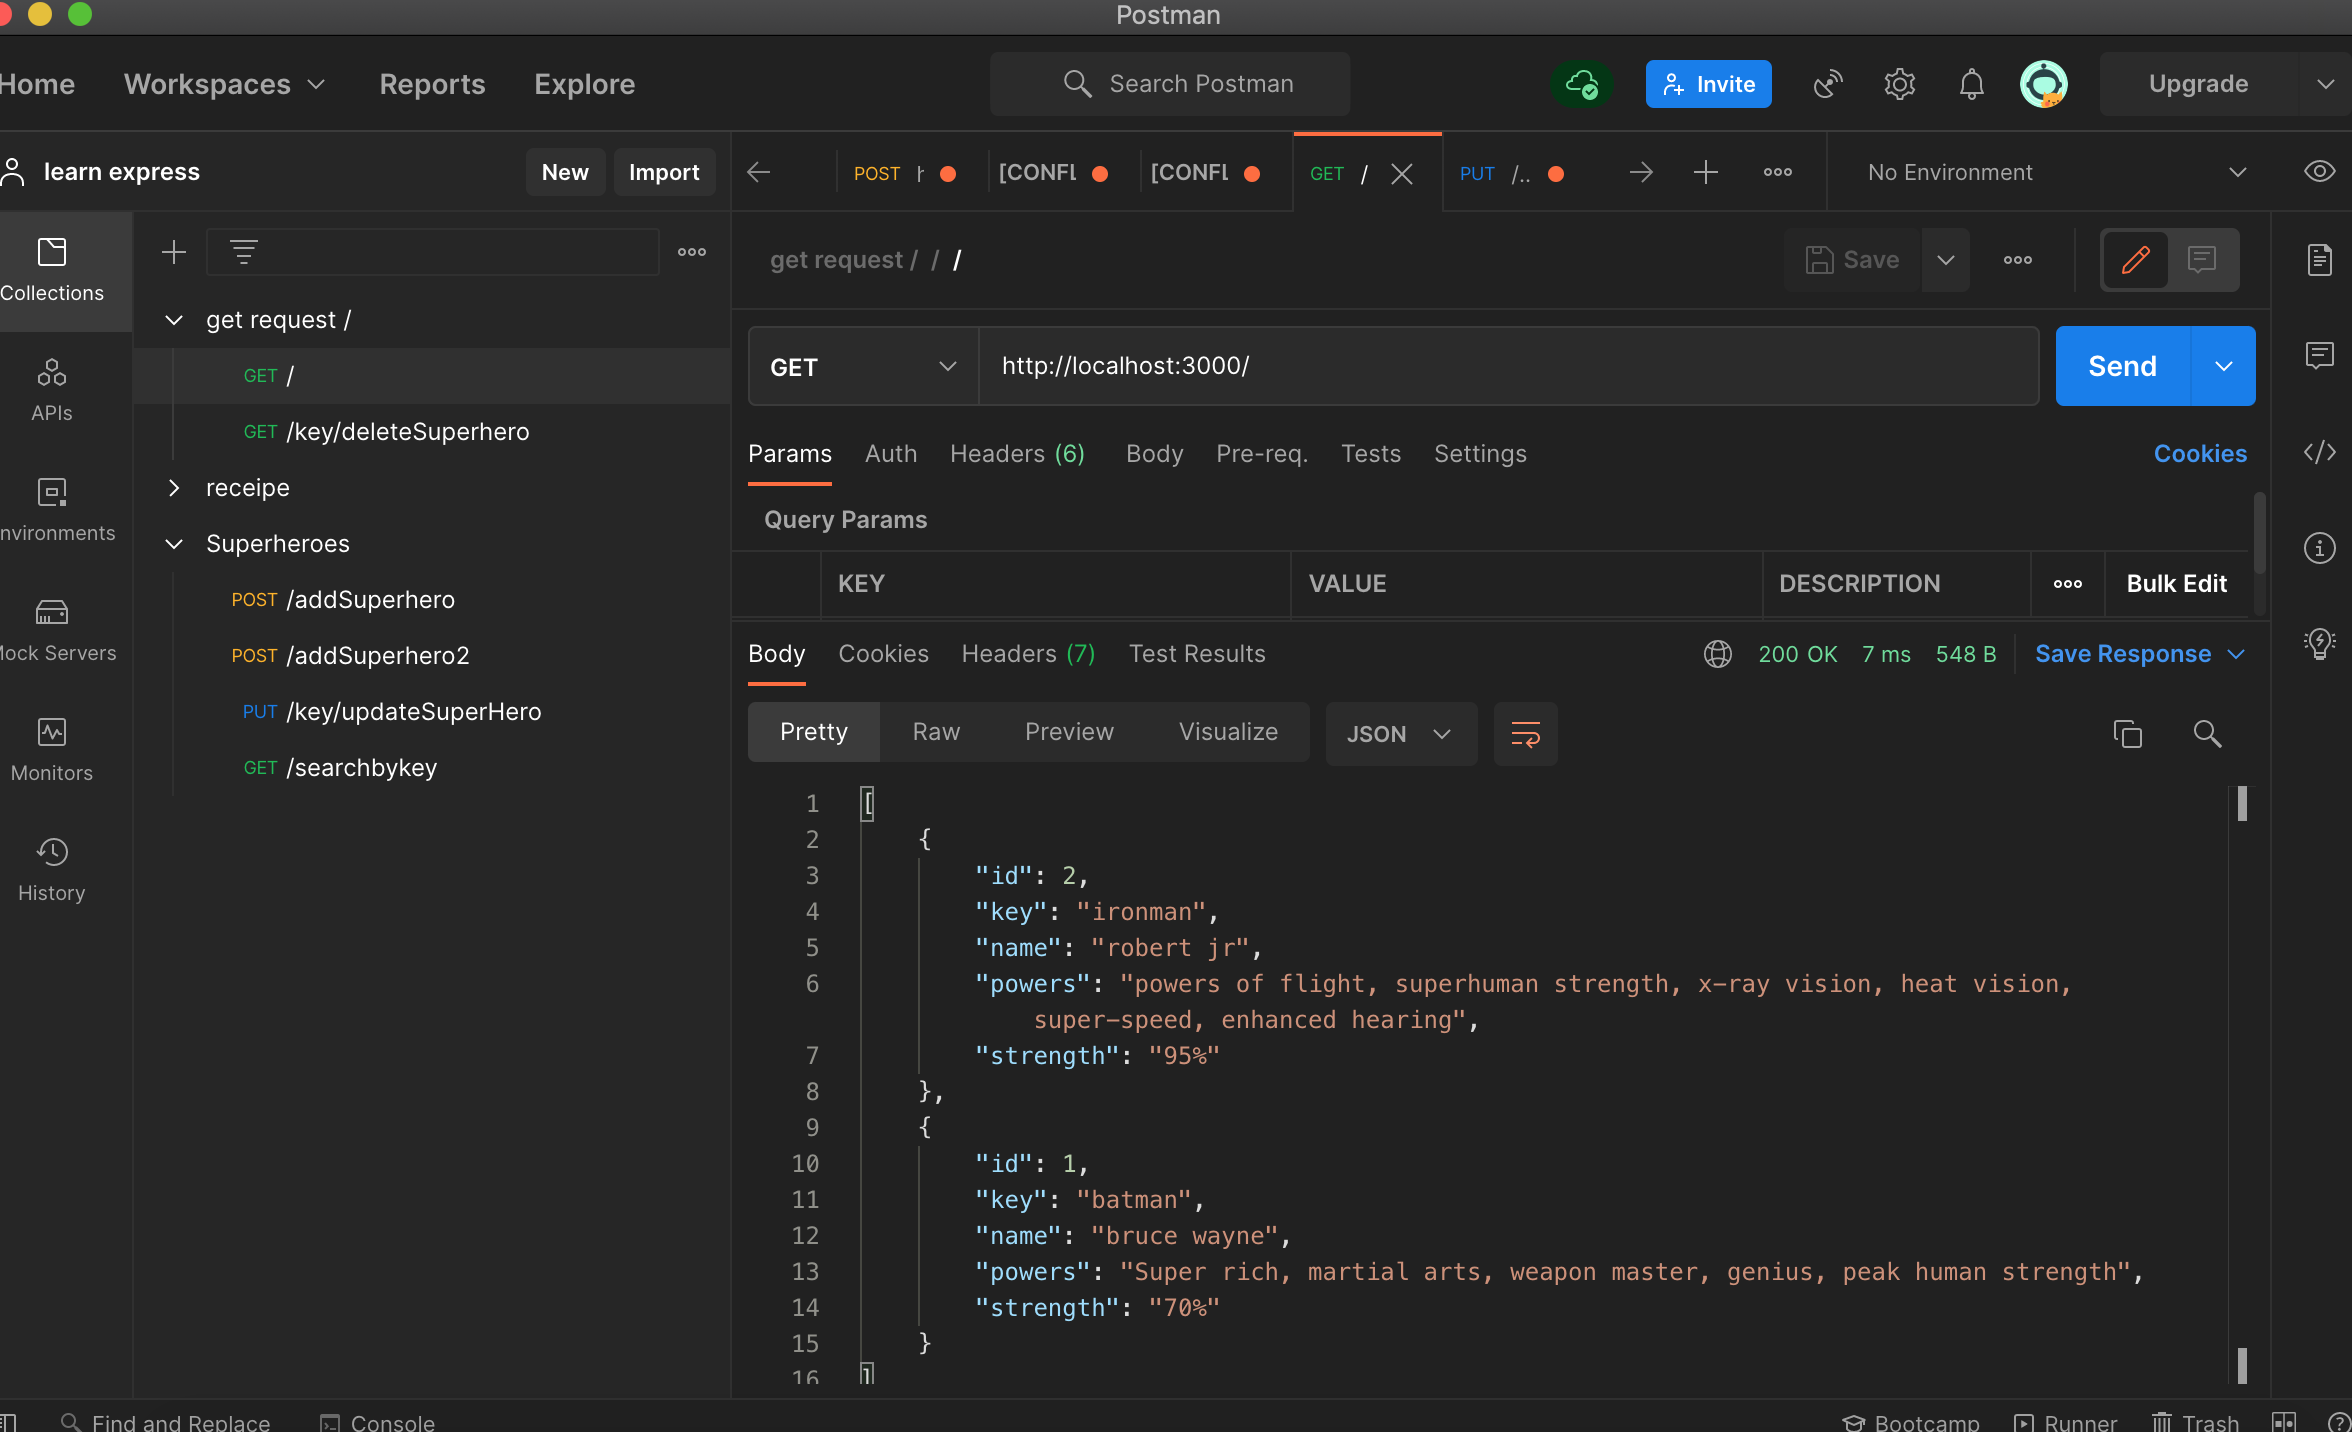 Postman
Home Workspaces Reports Explore Search Postman Invite Upgrade
learn express New Import POST [CONFL [CONFL GET / PUT /.. No Environment
Collections
APIs
Environments
Mock Servers
Monitors
History
get request /
GET /
GET /key/deleteSuperhero
receipe
Superheroes
POST /addSuperhero
POST /addSuperhero2
PUT /key/updateSuperHero
GET /searchbykey
get request / / / Save
GET http://localhost:3000/ Send
Params Auth Headers (6) Body Pre-req. Tests Settings Cookies
Query Params
KEY VALUE DESCRIPTION Bulk Edit
Body Cookies Headers (7) Test Results 200 OK 7 ms 548 B Save Response
Pretty Raw Preview Visualize JSON
1 [
2 {
3 "id": 2,
4 "key": "ironman",
5 "name": "robert jr",
6 "powers": "powers of flight, superhuman strength, x-ray vision, heat vision,
super-speed, enhanced hearing",
7 "strength": "95%"
8 },
9 {
10 "id": 1,
11 "key": "batman",
12 "name": "bruce wayne",
13 "powers": "Super rich, martial arts, weapon master, genius, peak human strength",
14 "strength": "70%"
15 }
16 ]
Find and Replace Console Bootcamp Runner Trash